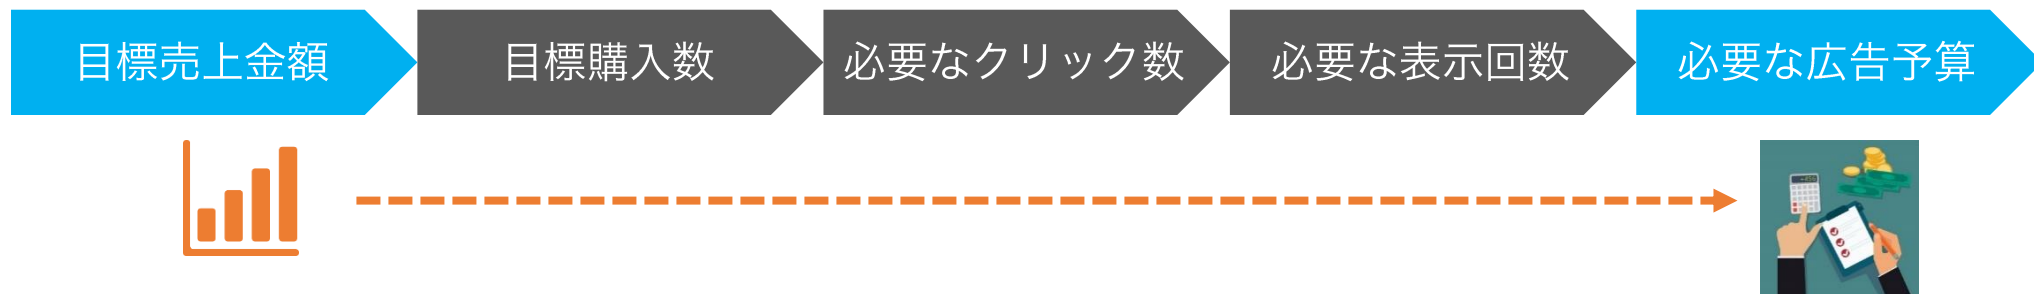 目標売上金額
目標購入数
必要なクリック数
必要な表示回数
必要な広告予算